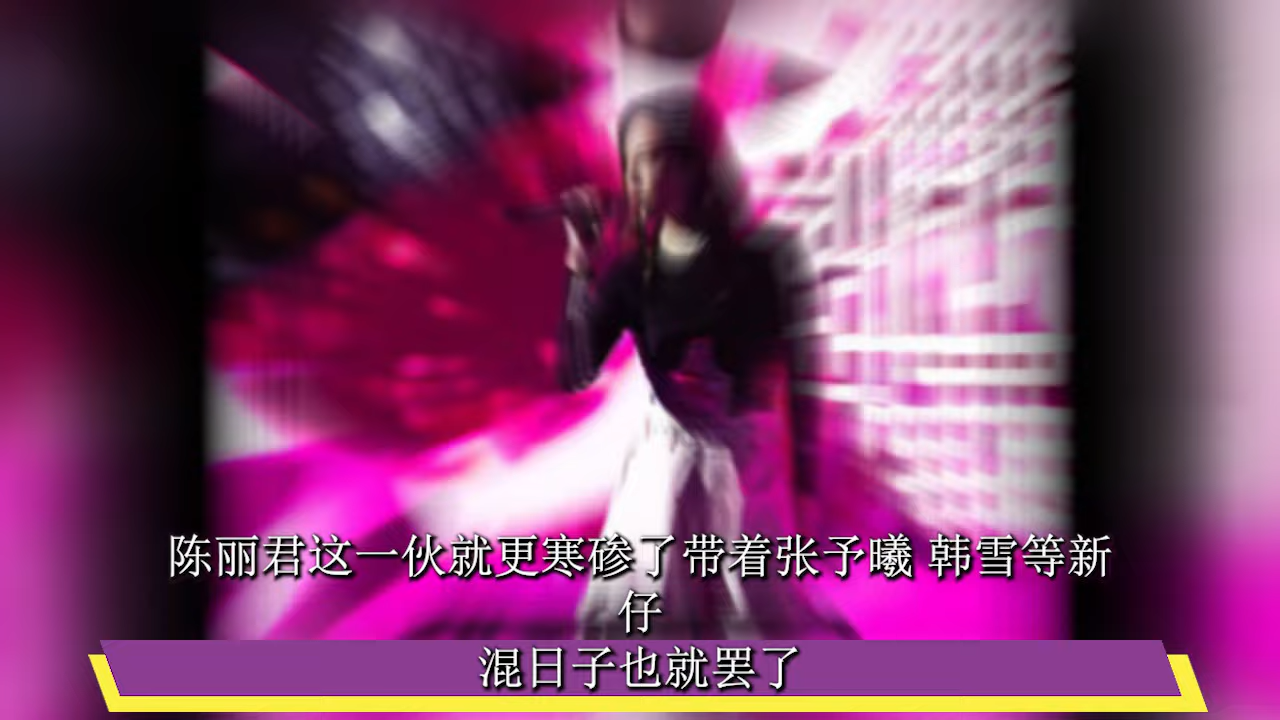 陈丽君这一伙就更寒碜了带着张予曦 韩雪等新
仔
混日子也就罢了